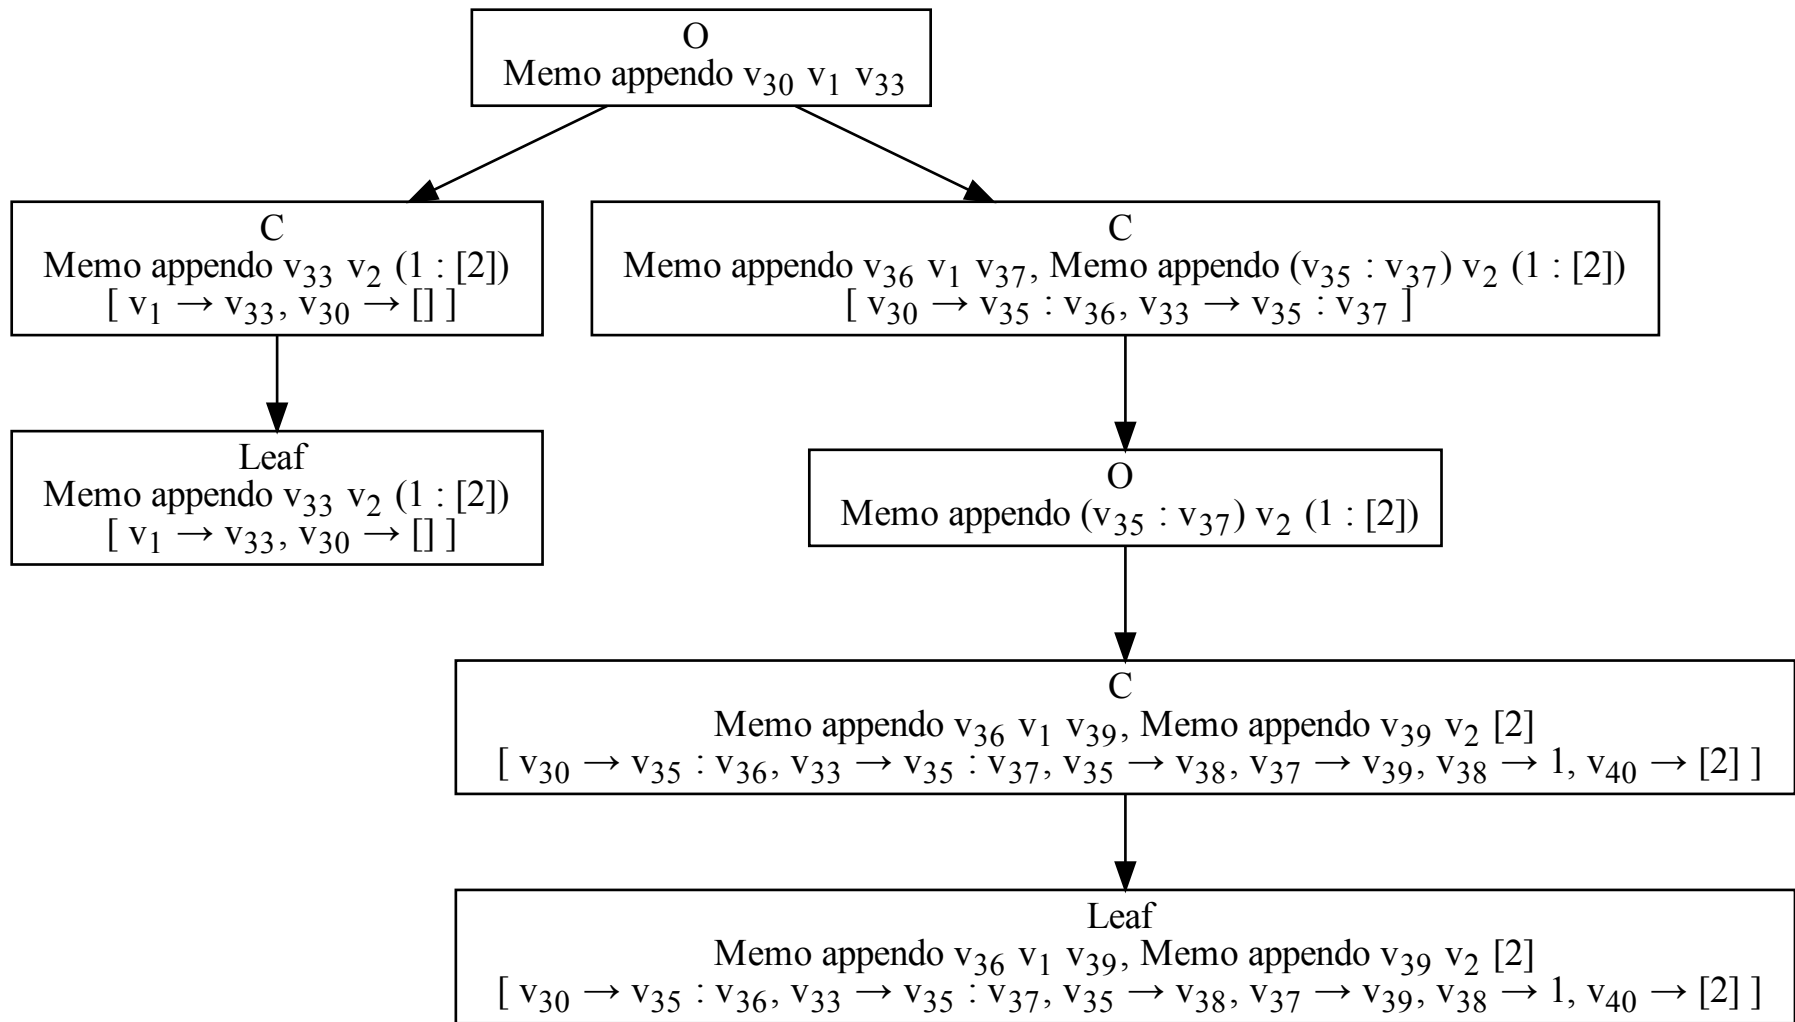 O
Memo appendo v₃₀ v₁ v₃₃
C
Memo appendo v₃₃ v₂ (1 : [2])
[ v₁ → v₃₃, v₃₀ → [] ]
C
Memo appendo v₃₆ v₁ v₃₇, Memo appendo (v₃₅ : v₃₇) v₂ (1 : [2])
[ v₃₀ → v₃₅ : v₃₆, v₃₃ → v₃₅ : v₃₇ ]
Leaf
Memo appendo v₃₃ v₂ (1 : [2])
[ v₁ → v₃₃, v₃₀ → [] ]
O
Memo appendo (v₃₅ : v₃₇) v₂ (1 : [2])
C
Memo appendo v₃₆ v₁ v₃₉, Memo appendo v₃₉ v₂ [2]
[ v₃₀ → v₃₅ : v₃₆, v₃₃ → v₃₅ : v₃₇, v₃₅ → v₃₈, v₃₇ → v₃₉, v₃₈ → 1, v₄₀ → [2] ]
Leaf
Memo appendo v₃₆ v₁ v₃₉, Memo appendo v₃₉ v₂ [2]
[ v₃₀ → v₃₅ : v₃₆, v₃₃ → v₃₅ : v₃₇, v₃₅ → v₃₈, v₃₇ → v₃₉, v₃₈ → 1, v₄₀ → [2] ]